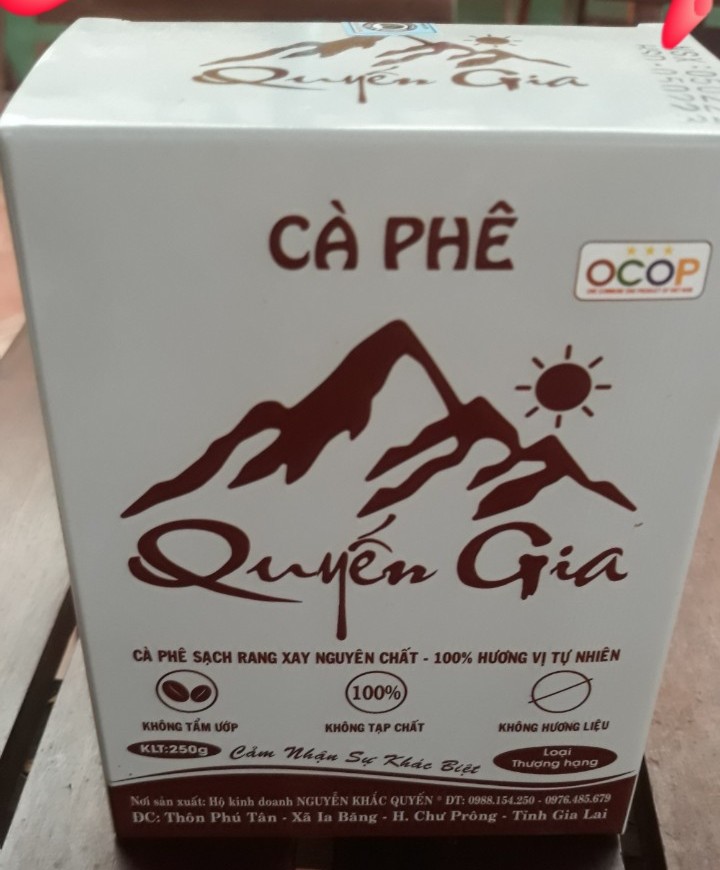 Quyến Gia
CÀ PHÊ
OCOP
Quyến Gia
CÀ PHÊ SẠCH RANG XAY NGUYÊN CHẤT - 100% HƯƠNG VỊ TỰ NHIÊN
100%
KHÔNG TẨM ƯỚP
KHÔNG TẠP CHẤT
KHÔNG HƯƠNG LIỆU
KLT:250g
Cảm Nhận Sự Khác Biệt
Loại
Thượng hạng
Nơi sản xuất: Hộ kinh doanh NGUYỄN KHẮC QUYẾN * ĐT: 0988.154.250 - 0976.485.679
ĐC: Thôn Phú Tân - Xã Ia Băng - H. Chư Prông - Tỉnh Gia Lai